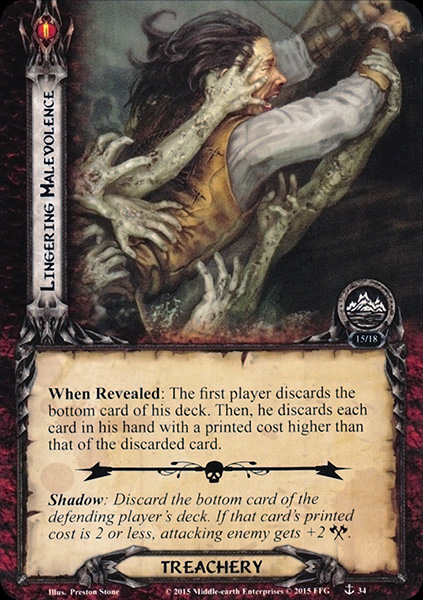 LINGERING MALEVOLENCE
15/18
When Revealed: The first player discards the
bottom card of his deck. Then, he discards each
card in his hand with a printed cost higher than
that of the discarded card.
Shadow: Discard the bottom card of the
defending player's deck. If that card's printed
cost is 2 or less, attacking enemy gets +2
TREACHERY
Illus. Preston Stone
© 2015 Middle-earth Enterprises © 2015 FFG
34